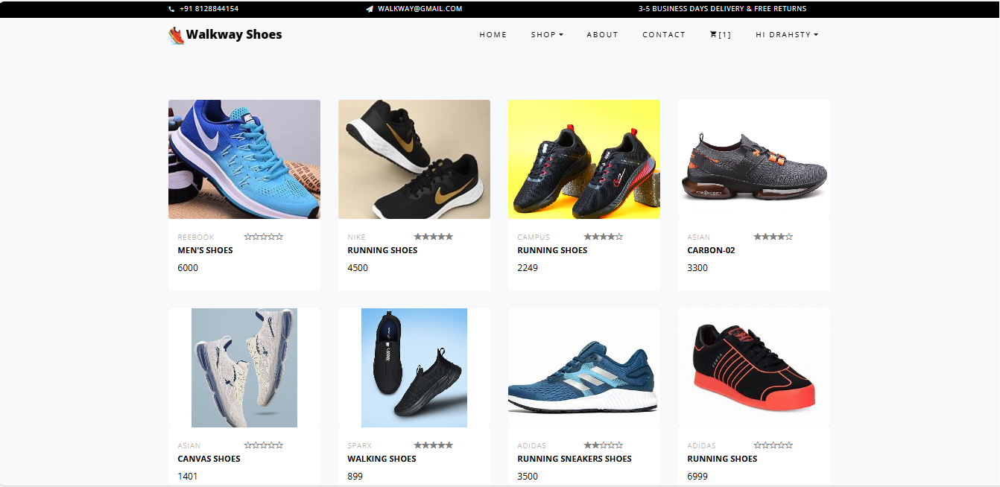 +91 8128844154
WALKWAY@GMAIL.COM
3-5 BUSINESS DAYS DELIVERY & FREE RETURNS
Walkway Shoes
HOME
SHOP
ABOUT
CONTACT
[1]
HI DRAHSTY
REEBOOK
MEN'S SHOES
6000
NIKE
RUNNING SHOES
4500
CAMPUS
RUNNING SHOES
2249
ASIAN
CARBON-02
3300
ASIAN
CANVAS SHOES
1401
SPARX
WALKING SHOES
899
ADIDAS
RUNNING SNEAKERS SHOES
3500
ADIDAS
RUNNING SHOES
6999